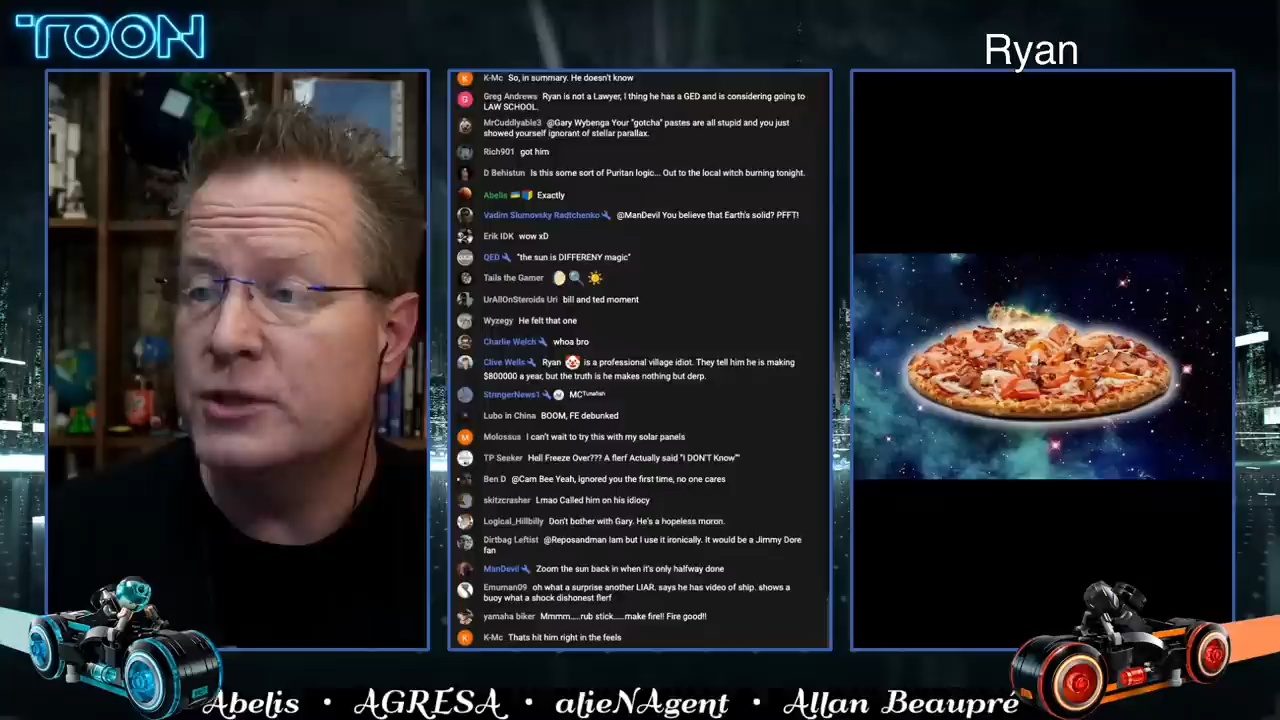 TOON
Ryan
K-Mc So, in summary. He doesn't know
Greg Andrews Ryan is not a Lawyer, I thing he has a GED and is considering going to
LAW SCHOOL.
MrCuddlyable3 @Gary Wybenga Your "gotcha" pastes are all stupid and you just
showed yourself ignorant of stellar parallax.
Rich901 got him
D Behistun Is this some sort of Puritan logic... Out to the local witch burning tonight.
Abelis Exactly
Vadim Slumovsky Radtchenko @ManDevil You believe that Earth's solid? PFFT!
Erik IDK wow xD
QED "the sun is DIFFERENY magic"
Tails the Gamer
UrAllOnSteroids Uri bill and ted moment
Wyzegy He felt that one
Charlie Welch whoa bro
Clive Wells Ryan is a professional village idiot. They tell him he is making
$800000 a year, but the truth is he makes nothing but derp.
StringerNews1 MC
Lubo in China BOOM, FE debunked
Molossus I can't wait to try this with my solar panels
TP Seeker Hell Freeze Over??? A flerf Actually said "I DON'T Know""
Ben D @Cam Bee Yeah, ignored you the first time, no one cares
skitzcrasher Lmao Called him on his idiocy
Logical_Hillbilly Don't bother with Gary. He's a hopeless moron.
Dirtbag Leftist @Reposandman Iam but I use it ironically. It would be a Jimmy Dore
fan
ManDevil Zoom the sun back in when it's only halfway done
Emuman09 oh what a surprise another LIAR. says he has video of ship. shows a
buoy what a shock dishonest flerf
yamaha biker Mmmm.....rub stick.....make fire!! Fire good!!
K-Mc Thats hit him right in the feels
Abelis • AGRESA • alieNAgent • Allan Beaupré